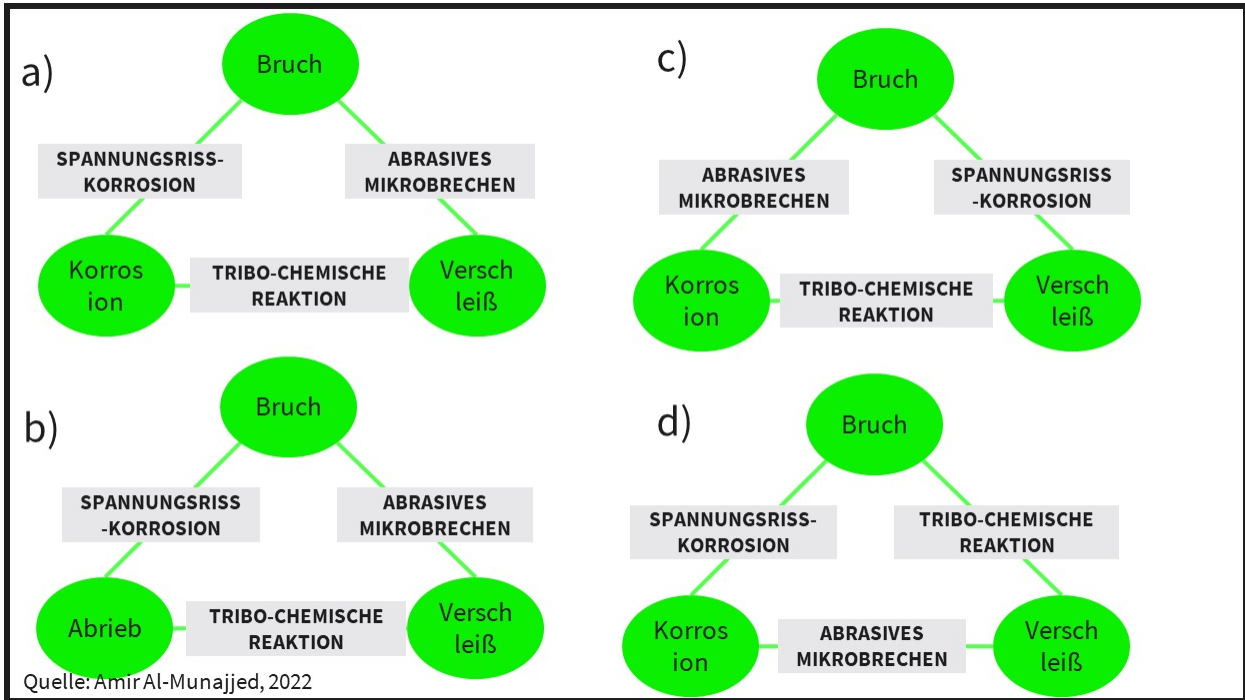 a)
Bruch
SPANNUNGSRISS-
KORROSION
ABRASIVES
MIKROBRECHEN
Korros
ion
TRIBO-CHEMISCHE
REAKTION
Versch
leiß
b)
Bruch
SPANNUNGSRISS
-KORROSION
ABRASIVES
MIKROBRECHEN
Abrieb
TRIBO-CHEMISCHE
REAKTION
Versch
leiß
Quelle: Amir Al-Munajjed, 2022
c)
Bruch
ABRASIVES
MIKROBRECHEN
SPANNUNGSRISS
-KORROSION
Korros
ion
TRIBO-CHEMISCHE
REAKTION
Versch
leiß
d)
Bruch
SPANNUNGSRISS-
KORROSION
TRIBO-CHEMISCHE
REAKTION
Korros
ion
ABRASIVES
MIKROBRECHEN
Versch
leiß